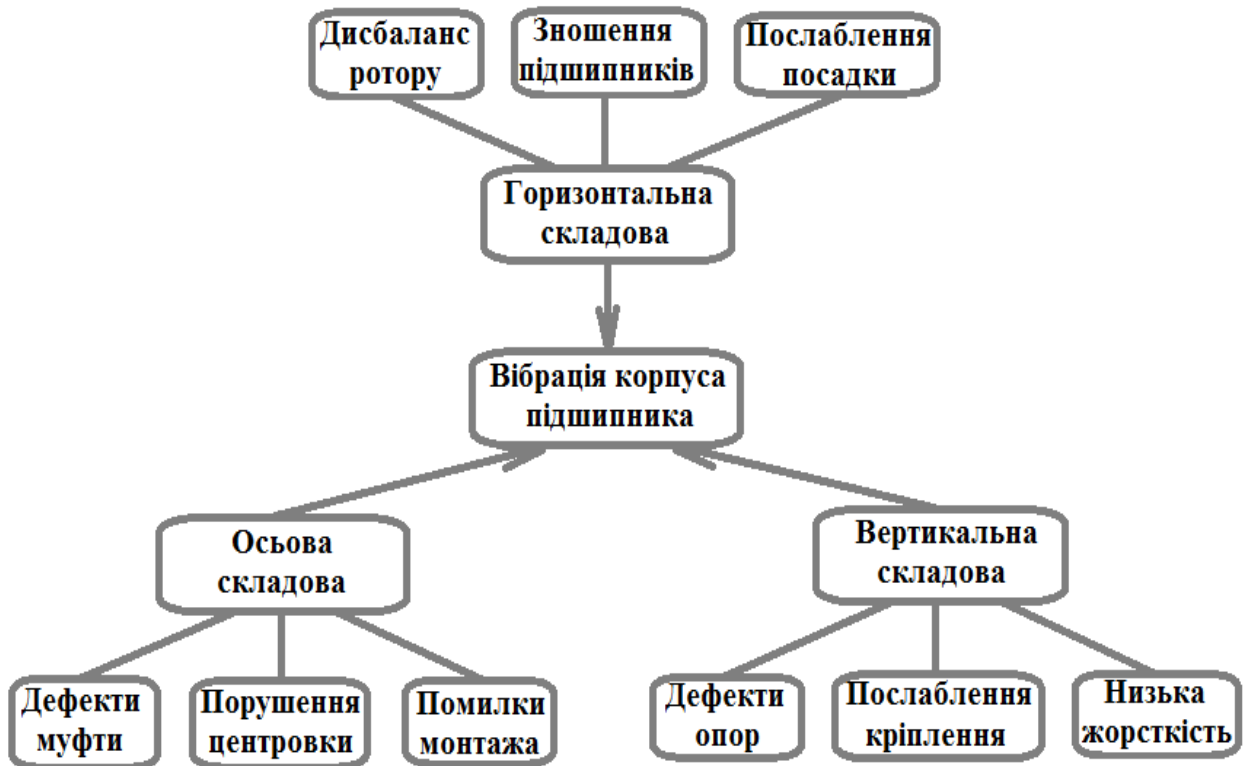 Дисбаланс
ротору
Зношення
підшипників
Послаблення
посадки
Горизонтальна
складова
Вібрація корпуса
підшипника
Осьова
складова
Вертикальна
складова
Дефекти
муфти
Порушення
центровки
Помилки
монтажа
Дефекти
опор
Послаблення
кріплення
Низька
жорсткість